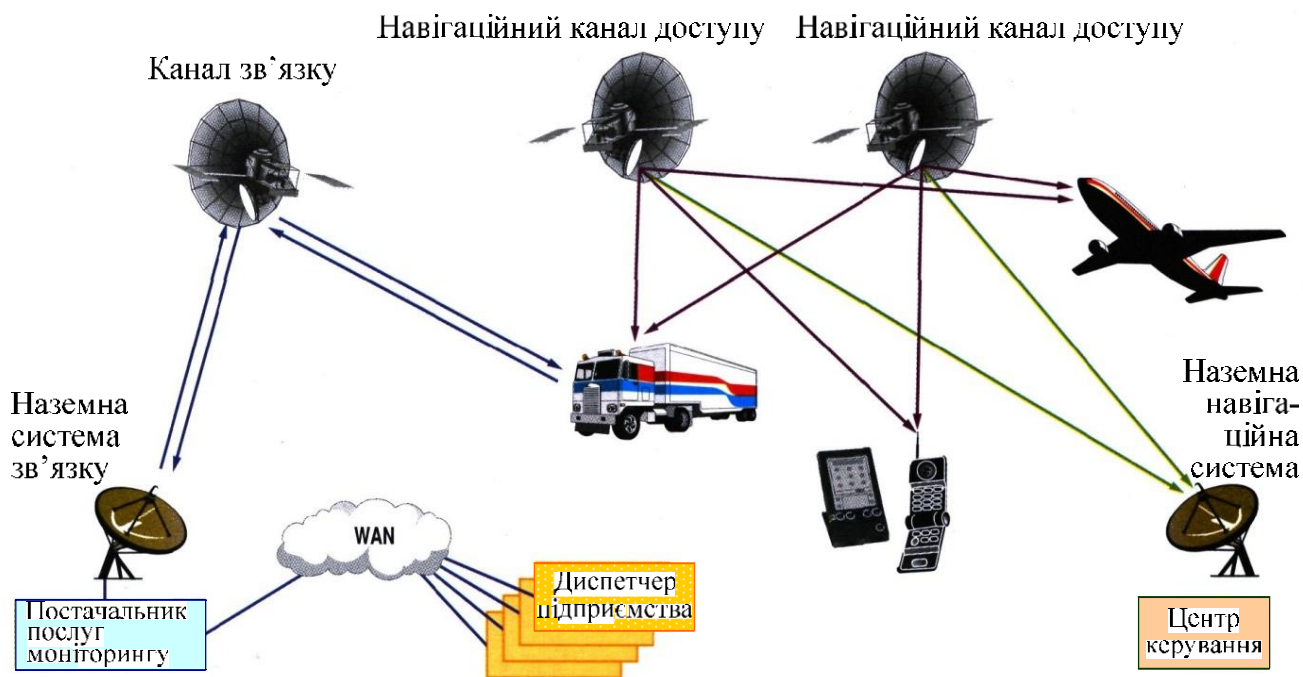 Навігаційний канал доступу
Навігаційний канал доступу
Канал зв’язку
Наземна
система
зв’язку
Наземна
навіга-
ційна
система
WAN
Диспетчер
підприємства
Постачальник
послуг
моніторингу
Центр
керування